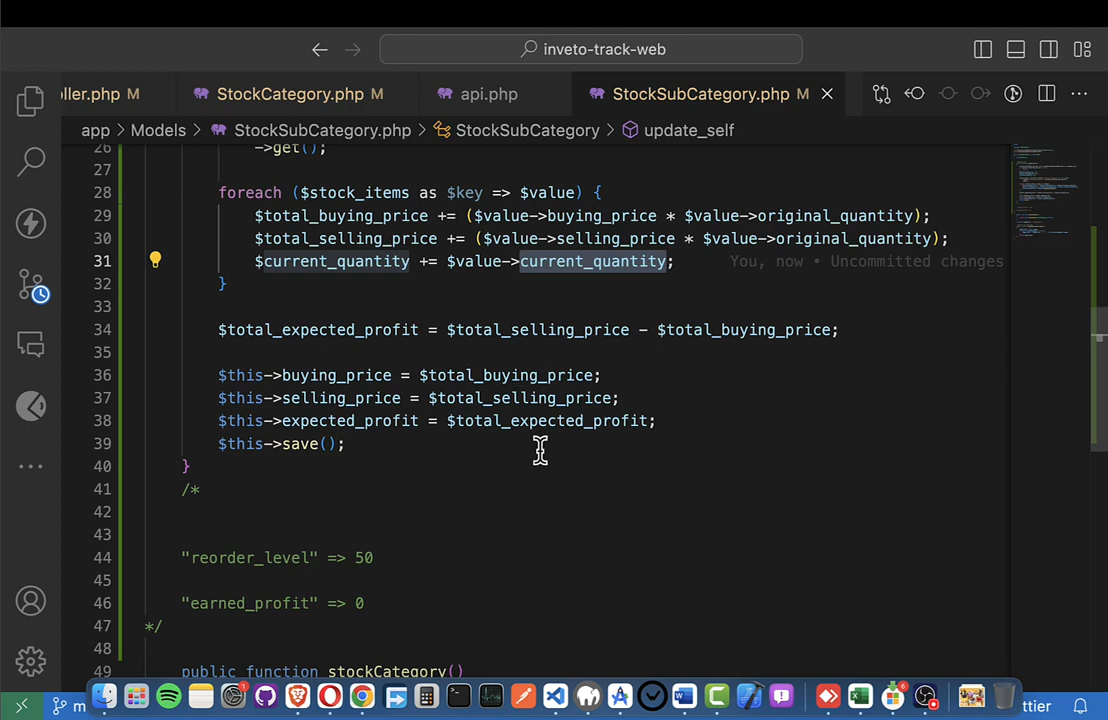 inveto-track-web
ller.php M
StockCategory.php M
api.php
StockSubCategory.php M
app > Models > StockSubCategory.php > StockSubCategory > update_self
26 ->get();
27
28 foreach ($stock_items as $key => $value) {
29 $total_buying_price += ($value->buying_price * $value->original_quantity);
30 $total_selling_price += ($value->selling_price * $value->original_quantity);
31 $current_quantity += $value->current_quantity; You, now • Uncommitted changes
32 }
33
34 $total_expected_profit = $total_selling_price - $total_buying_price;
35
36 $this->buying_price = $total_buying_price;
37 $this->selling_price = $total_selling_price;
38 $this->expected_profit = $total_expected_profit;
39 $this->save();
40 }
41 /*
42
43
44 "reorder_level" => 50
45
46 "earned_profit" => 0
47 */
48
49 public function stockCategory()
m
ttier